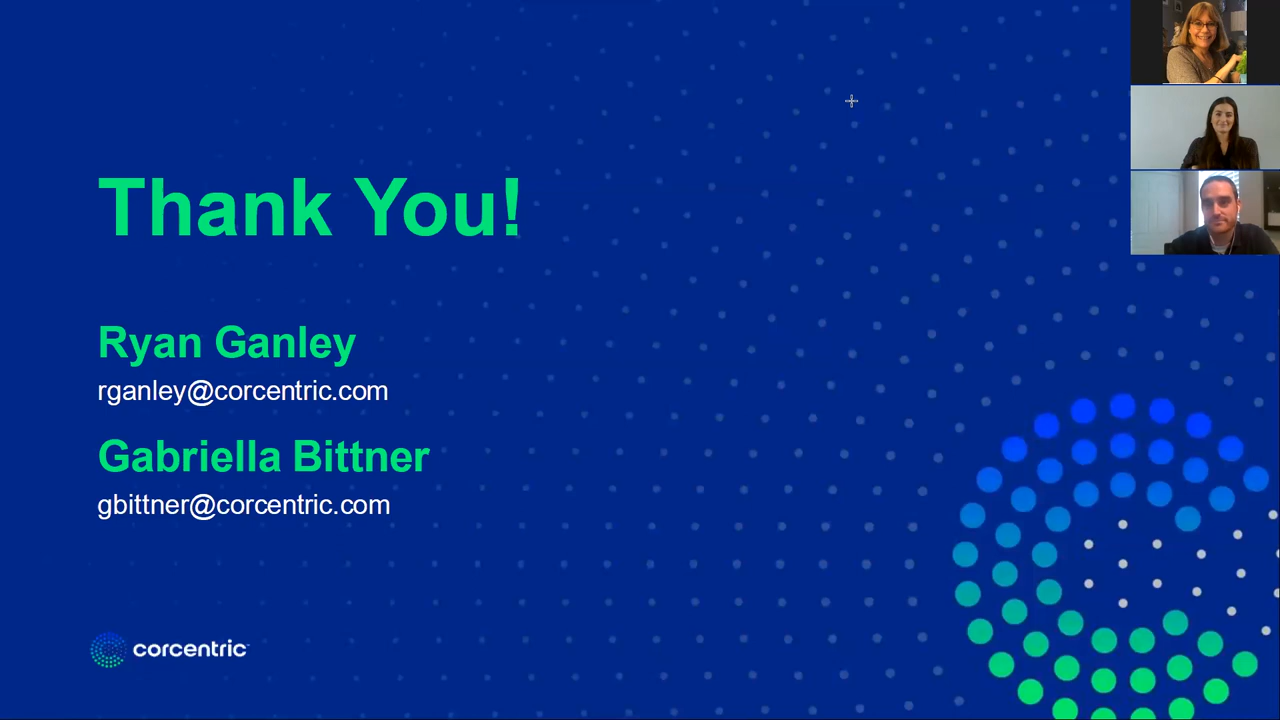 Thank You!
Ryan Ganley
rganley@corcentric.com
Gabriella Bittner
gbittner@corcentric.com
corcentric